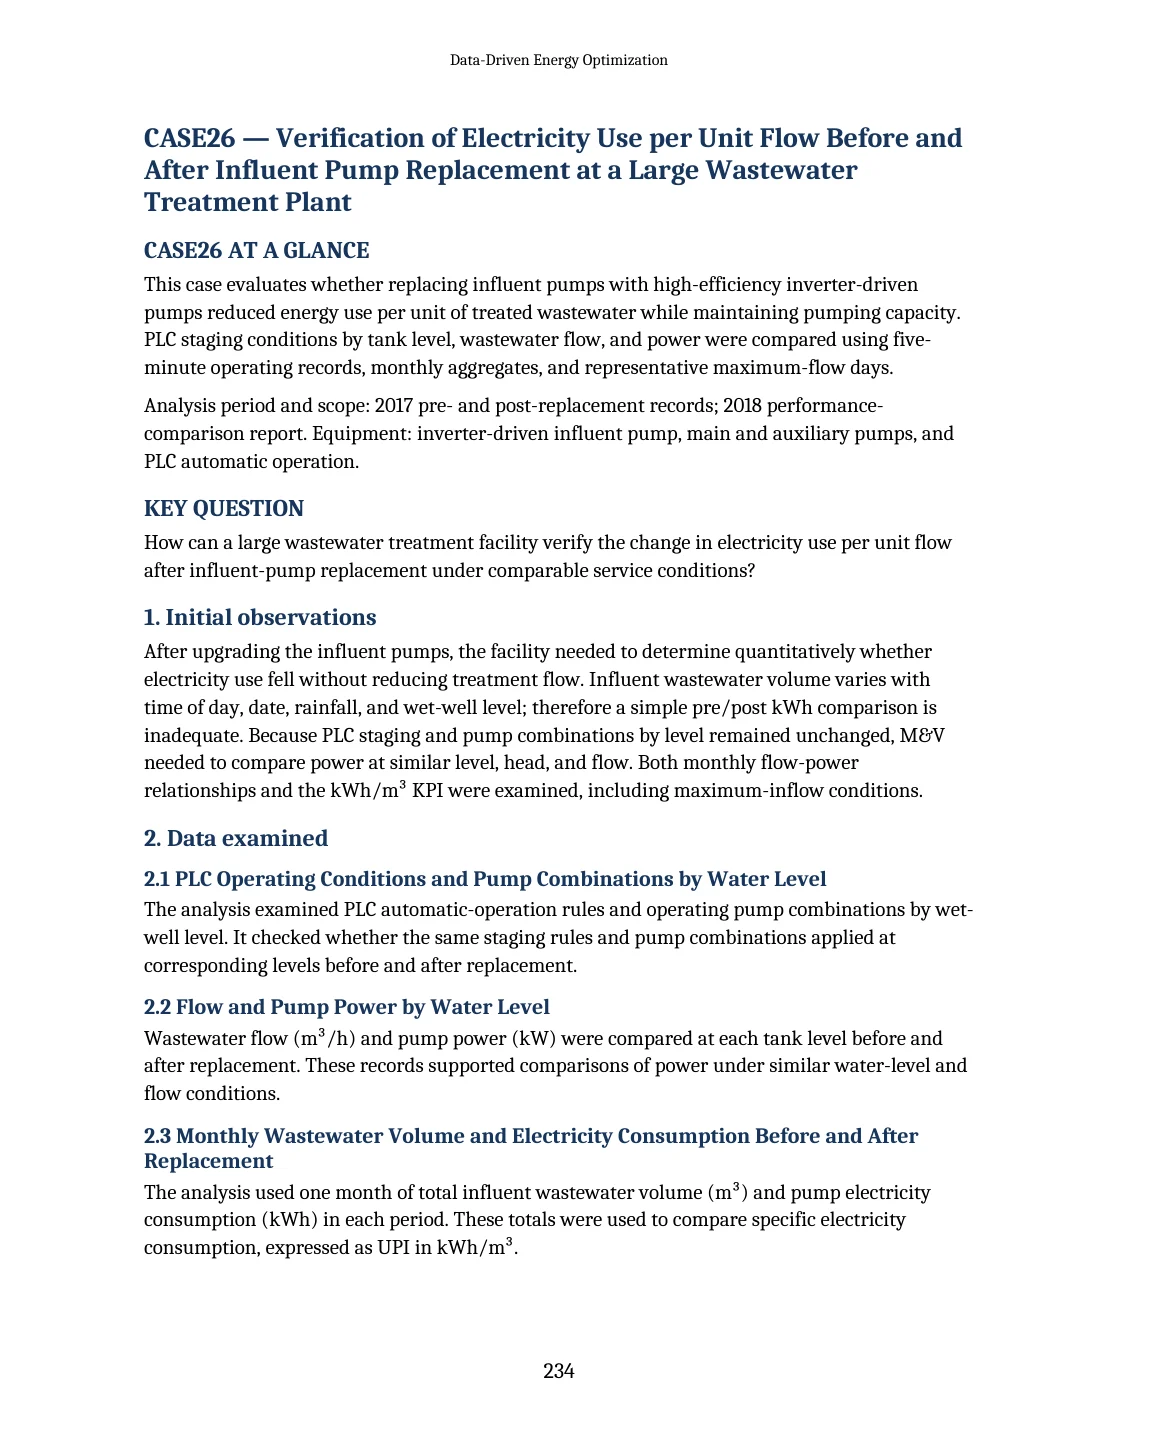 Data-Driven Energy Optimization
CASE26 — Verification of Electricity Use per Unit Flow Before and
After Influent Pump Replacement at a Large Wastewater
Treatment Plant
CASE26 AT A GLANCE
This case evaluates whether replacing influent pumps with high-efficiency inverter-driven
pumps reduced energy use per unit of treated wastewater while maintaining pumping capacity.
PLC staging conditions by tank level, wastewater flow, and power were compared using five-
minute operating records, monthly aggregates, and representative maximum-flow days.
Analysis period and scope: 2017 pre- and post-replacement records; 2018 performance-
comparison report. Equipment: inverter-driven influent pump, main and auxiliary pumps, and
PLC automatic operation.
KEY QUESTION
How can a large wastewater treatment facility verify the change in electricity use per unit flow
after influent-pump replacement under comparable service conditions?
1. Initial observations
After upgrading the influent pumps, the facility needed to determine quantitatively whether
electricity use fell without reducing treatment flow. Influent wastewater volume varies with
time of day, date, rainfall, and wet-well level; therefore a simple pre/post kWh comparison is
inadequate. Because PLC staging and pump combinations by level remained unchanged, M&V
needed to compare power at similar level, head, and flow. Both monthly flow-power
relationships and the kWh/m³ KPI were examined, including maximum-inflow conditions.
2. Data examined
2.1 PLC Operating Conditions and Pump Combinations by Water Level
The analysis examined PLC automatic-operation rules and operating pump combinations by wet-
well level. It checked whether the same staging rules and pump combinations applied at
corresponding levels before and after replacement.
2.2 Flow and Pump Power by Water Level
Wastewater flow (m³/h) and pump power (kW) were compared at each tank level before and
after replacement. These records supported comparisons of power under similar water-level and
flow conditions.
2.3 Monthly Wastewater Volume and Electricity Consumption Before and After
Replacement
The analysis used one month of total influent wastewater volume (m³) and pump electricity
consumption (kWh) in each period. These totals were used to compare specific electricity
consumption, expressed as UPI in kWh/m³.
234